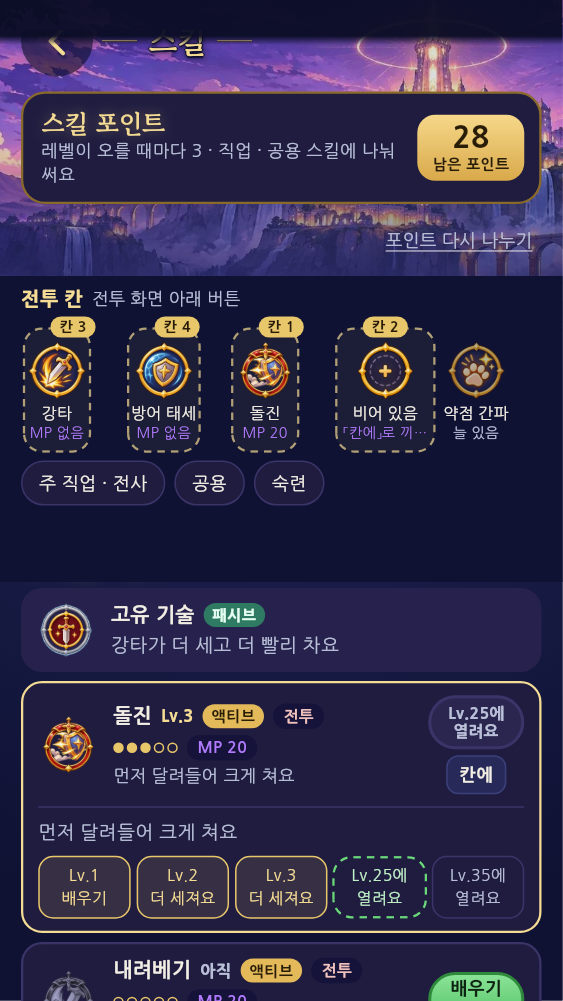 스킬
스킬 포인트
레벨이 오를 때마다 3 · 직업 · 공용 스킬에 나눠
써요
28
남은 포인트
포인트 다시 나누기
전투 칸 전투 화면 아래 버튼
칸 3
강타
MP 없음
칸 4
방어 태세
MP 없음
칸 1
돌진
MP 20
칸 2
비어 있음
「칸에」로 끼…
약점 간파
늘 있음
주 직업 · 전사
공용
숙련
고유 기술 패시브
강타가 더 세고 더 빨리 차요
돌진 Lv.3 액티브 전투
MP 20
먼저 달려들어 크게 쳐요
Lv.25에
열려요
칸에
먼저 달려들어 크게 쳐요
Lv.1
배우기
Lv.2
더 세져요
Lv.3
더 세져요
Lv.25에
열려요
Lv.35에
열려요
내려베기 아직 액티브 전투
MP 20
배우기